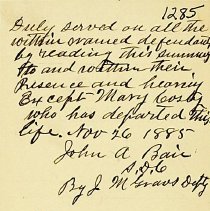 1285
Duly served on all the
within named defendants
by reading this summons
to and within their
Presence and hearing
Except Mary Cosby
who has departed this
life. Nov 26 1885
John A Bair
S.D.C
By J M Graves Dpty